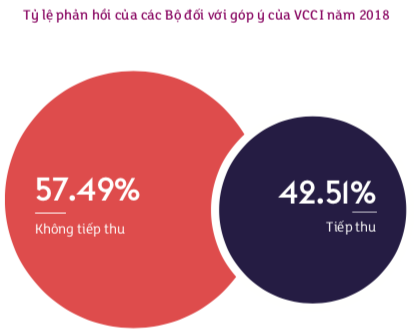 Tỷ lệ phản hồi của các Bộ đối với góp ý của VCCI năm 2018
57.49%
Không tiếp thu
42.51%
Tiếp thu